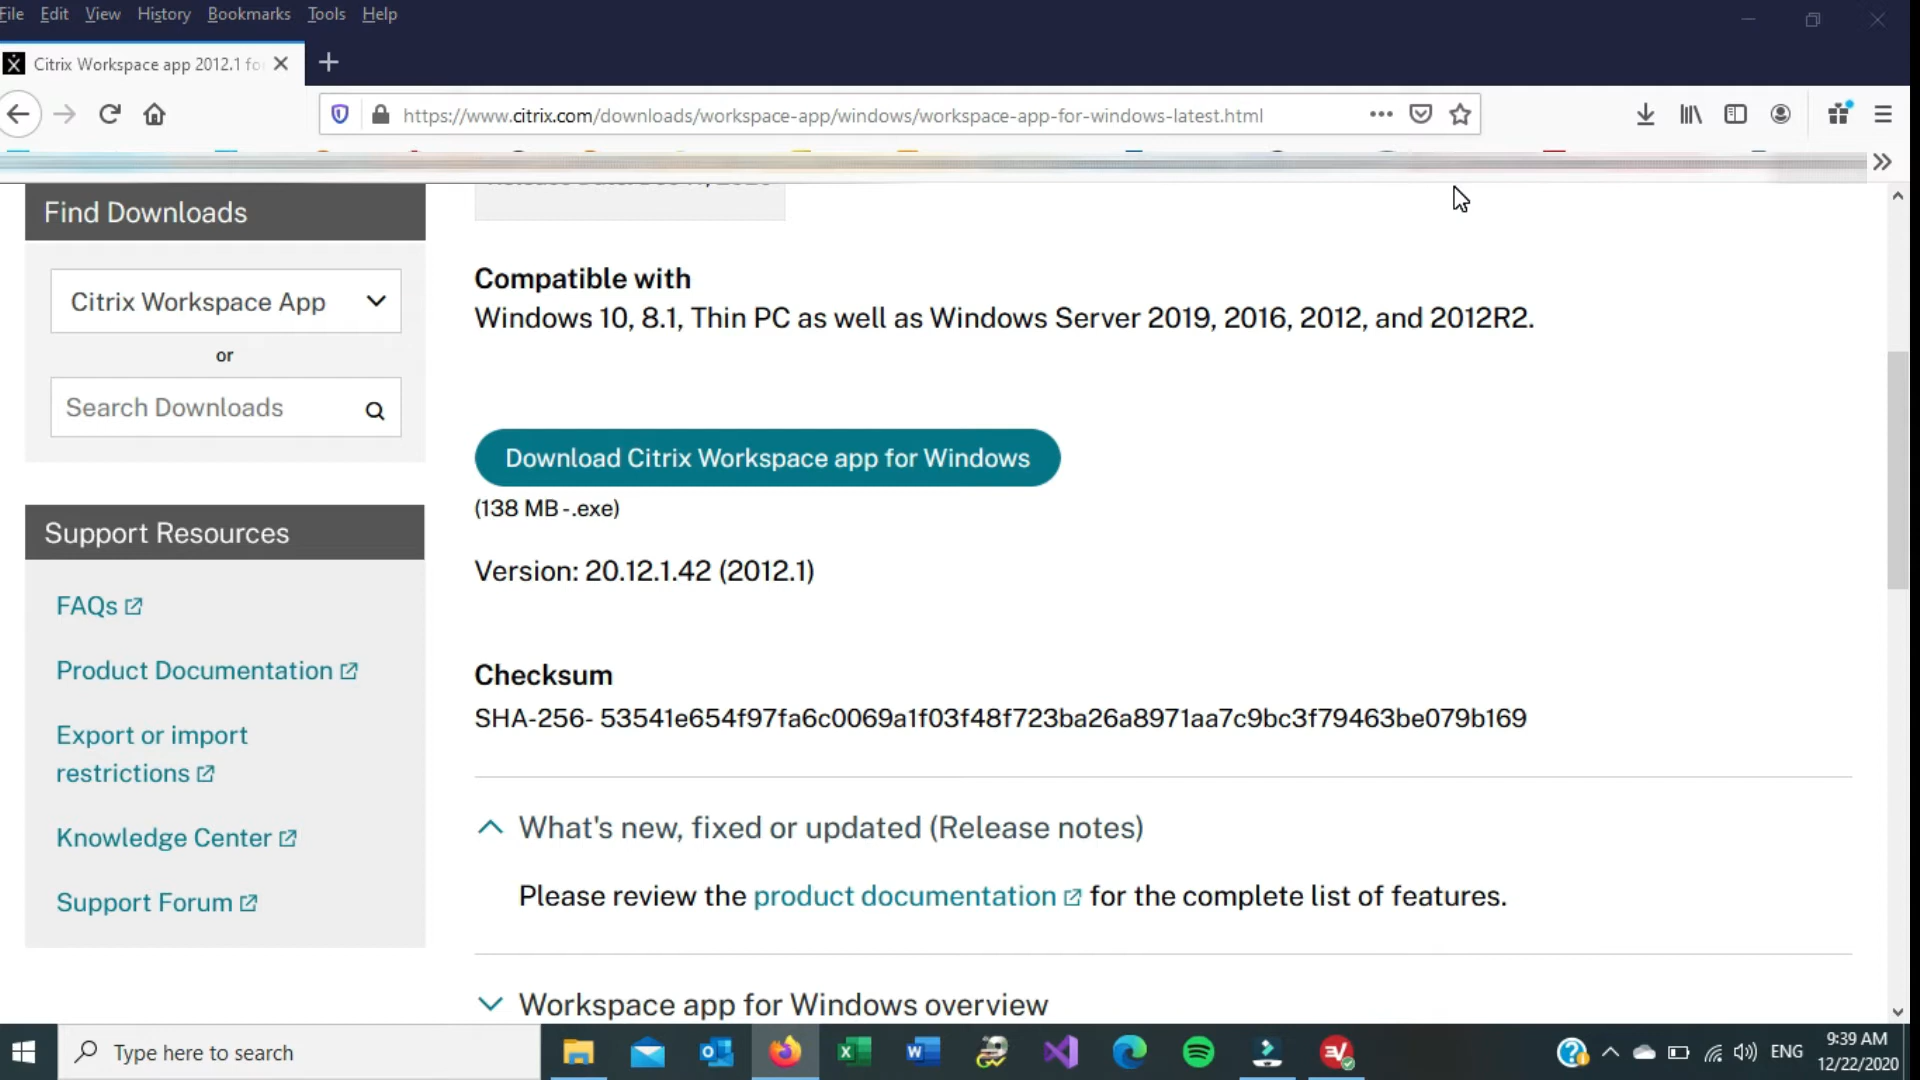 File Edit View History Bookmarks Tools Help
Citrix Workspace app 2012.1 fo
https://www.citrix.com/downloads/workspace-app/windows/workspace-app-for-windows-latest.html
Find Downloads
Citrix Workspace App
or
Search Downloads
Support Resources
FAQs
Product Documentation
Export or import
restrictions
Knowledge Center
Support Forum
Compatible with
Windows 10, 8.1, Thin PC as well as Windows Server 2019, 2016, 2012, and 2012R2.
Download Citrix Workspace app for Windows
(138 MB - .exe)
Version: 20.12.1.42 (2012.1)
Checksum
SHA-256- 53541e654f97fa6c0069a1f03f48f723ba26a8971aa7c9bc3f79463be079b169
What's new, fixed or updated (Release notes)
Please review the product documentation for the complete list of features.
Workspace app for Windows overview
Type here to search
ENG
9:39 AM
12/22/2020